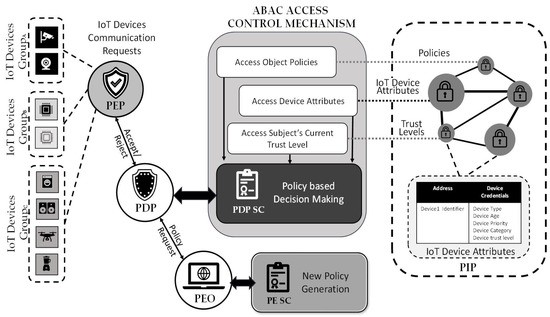 IoT Devices
Group_A
IoT Devices
Group_B
IoT Devices
Group_C
IoT Devices
Communication
Requests
PEP
Accept/
Reject
PDP
Policy
Request
PEO
ABAC ACCESS
CONTROL MECHANISM
Access Object Policies
Access Device Attributes
Access Subject's Current
Trust Level
PDP SC
Policy based
Decision Making
PE SC
New Policy
Generation
Policies
IoT Device
Attributes
Trust
Levels
Address
Device
Credentials
Device1 Identifier
Device Type
Device Age
Device Priority
Device Category
Device trust level
IoT Device Attributes
PIP